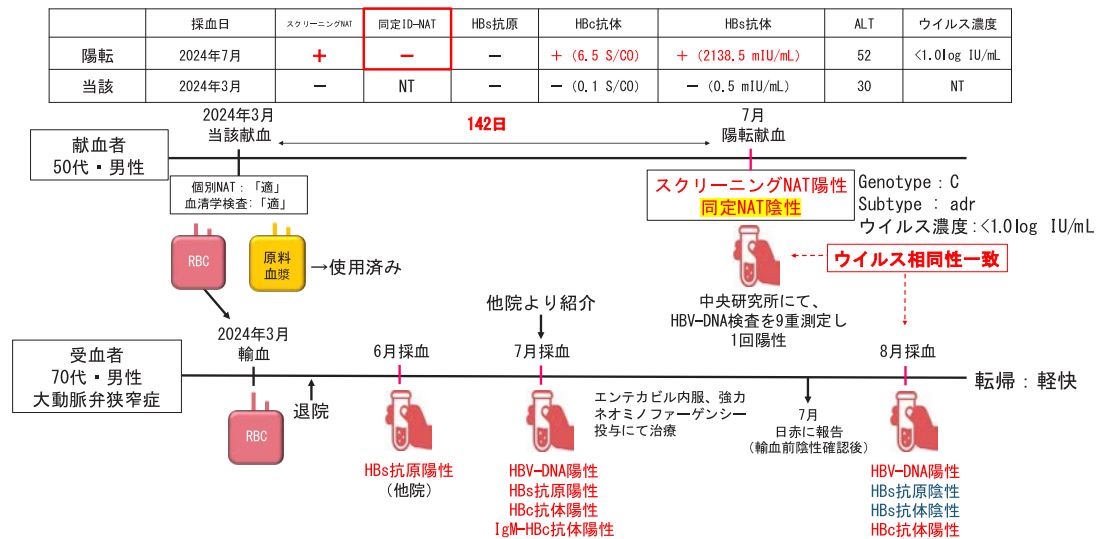 採血日 スクリーニングNAT 同定ID-NAT HBs抗原 HBc抗体 HBs抗体 ALT ウイルス濃度
陽転 2024年7月 + － － + (6.5 S/CO) + (2138.5 mIU/mL) 52 <1.0log IU/mL
当該 2024年3月 － NT － － (0.1 S/CO) － (0.5 mIU/mL) 30 NT
2024年3月
当該献血
142日
7月
陽転献血
献血者
50代・男性
個別NAT：「適」
血清学検査:「適」
スクリーニングNAT陽性
同定NAT陰性
Genotype：C
Subtype：adr
ウイルス濃度:<1.0log IU/mL
RBC
原料
血漿
→使用済み
ウイルス相同性一致
中央研究所にて、
HBV-DNA検査を9重測定し
1回陽性
他院より紹介
受血者
70代・男性
大動脈弁狭窄症
2024年3月
輸血
6月採血
7月採血
8月採血
転帰：軽快
RBC
退院
エンテカビル内服、強力
ネオミノファーゲンシー
投与にて治療
7月
日赤に報告
(輸血前陰性確認後)
HBs抗原陽性
(他院)
HBV-DNA陽性
HBs抗原陽性
HBc抗体陽性
IgM-HBc抗体陽性
HBV-DNA陽性
HBs抗原陰性
HBs抗体陰性
HBc抗体陽性